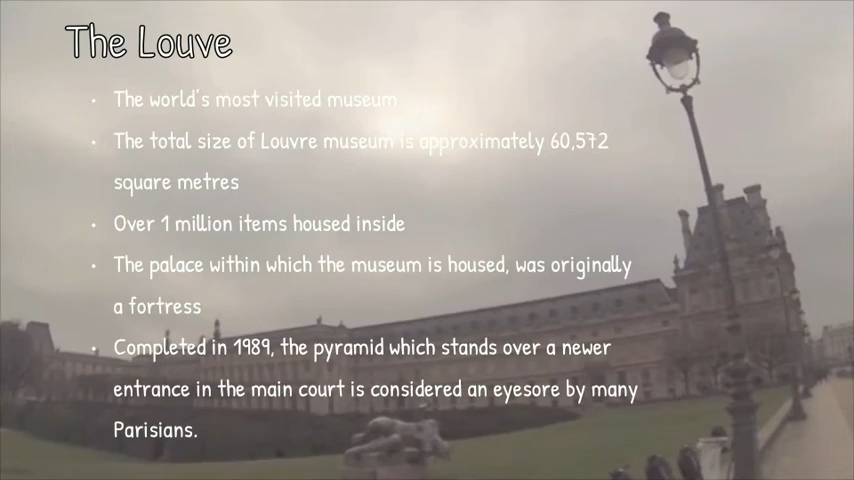 The Louve
• The world's most visited museum
• The total size of Louvre museum is approximately 60,572
square metres
• Over 1 million items housed inside
• The palace within which the museum is housed, was originally
a fortress
• Completed in 1989, the pyramid which stands over a newer
entrance in the main court is considered an eyesore by many
Parisians.